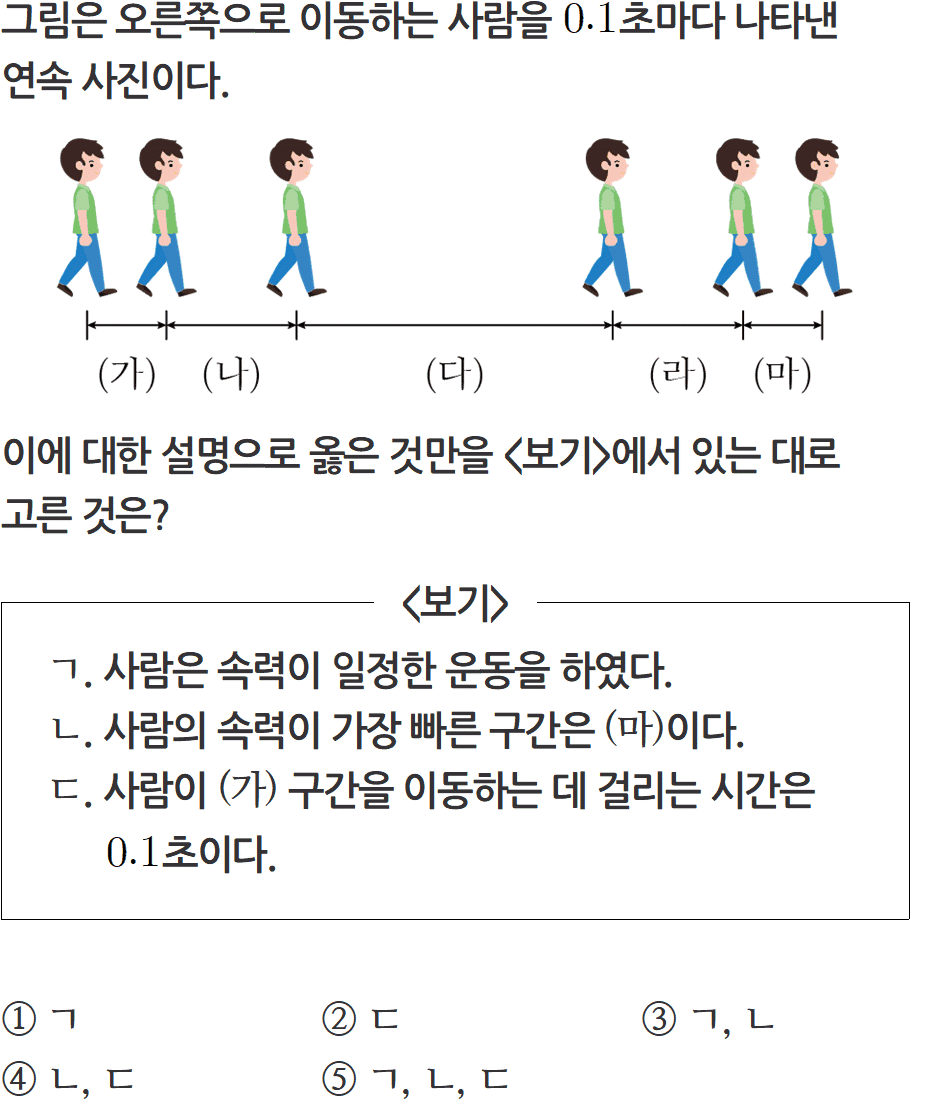 그림은 오른쪽으로 이동하는 사람을 0.1초마다 나타낸
연속 사진이다.
(가) (나) (다) (라) (마)
이에 대한 설명으로 옳은 것만을 <보기>에서 있는 대로
고른 것은?
<보기>
ㄱ. 사람은 속력이 일정한 운동을 하였다.
ㄴ. 사람의 속력이 가장 빠른 구간은 (마)이다.
ㄷ. 사람이 (가) 구간을 이동하는 데 걸리는 시간은
0.1초이다.
① ㄱ ② ㄷ ③ ㄱ, ㄴ
④ ㄴ, ㄷ ⑤ ㄱ, ㄴ, ㄷ